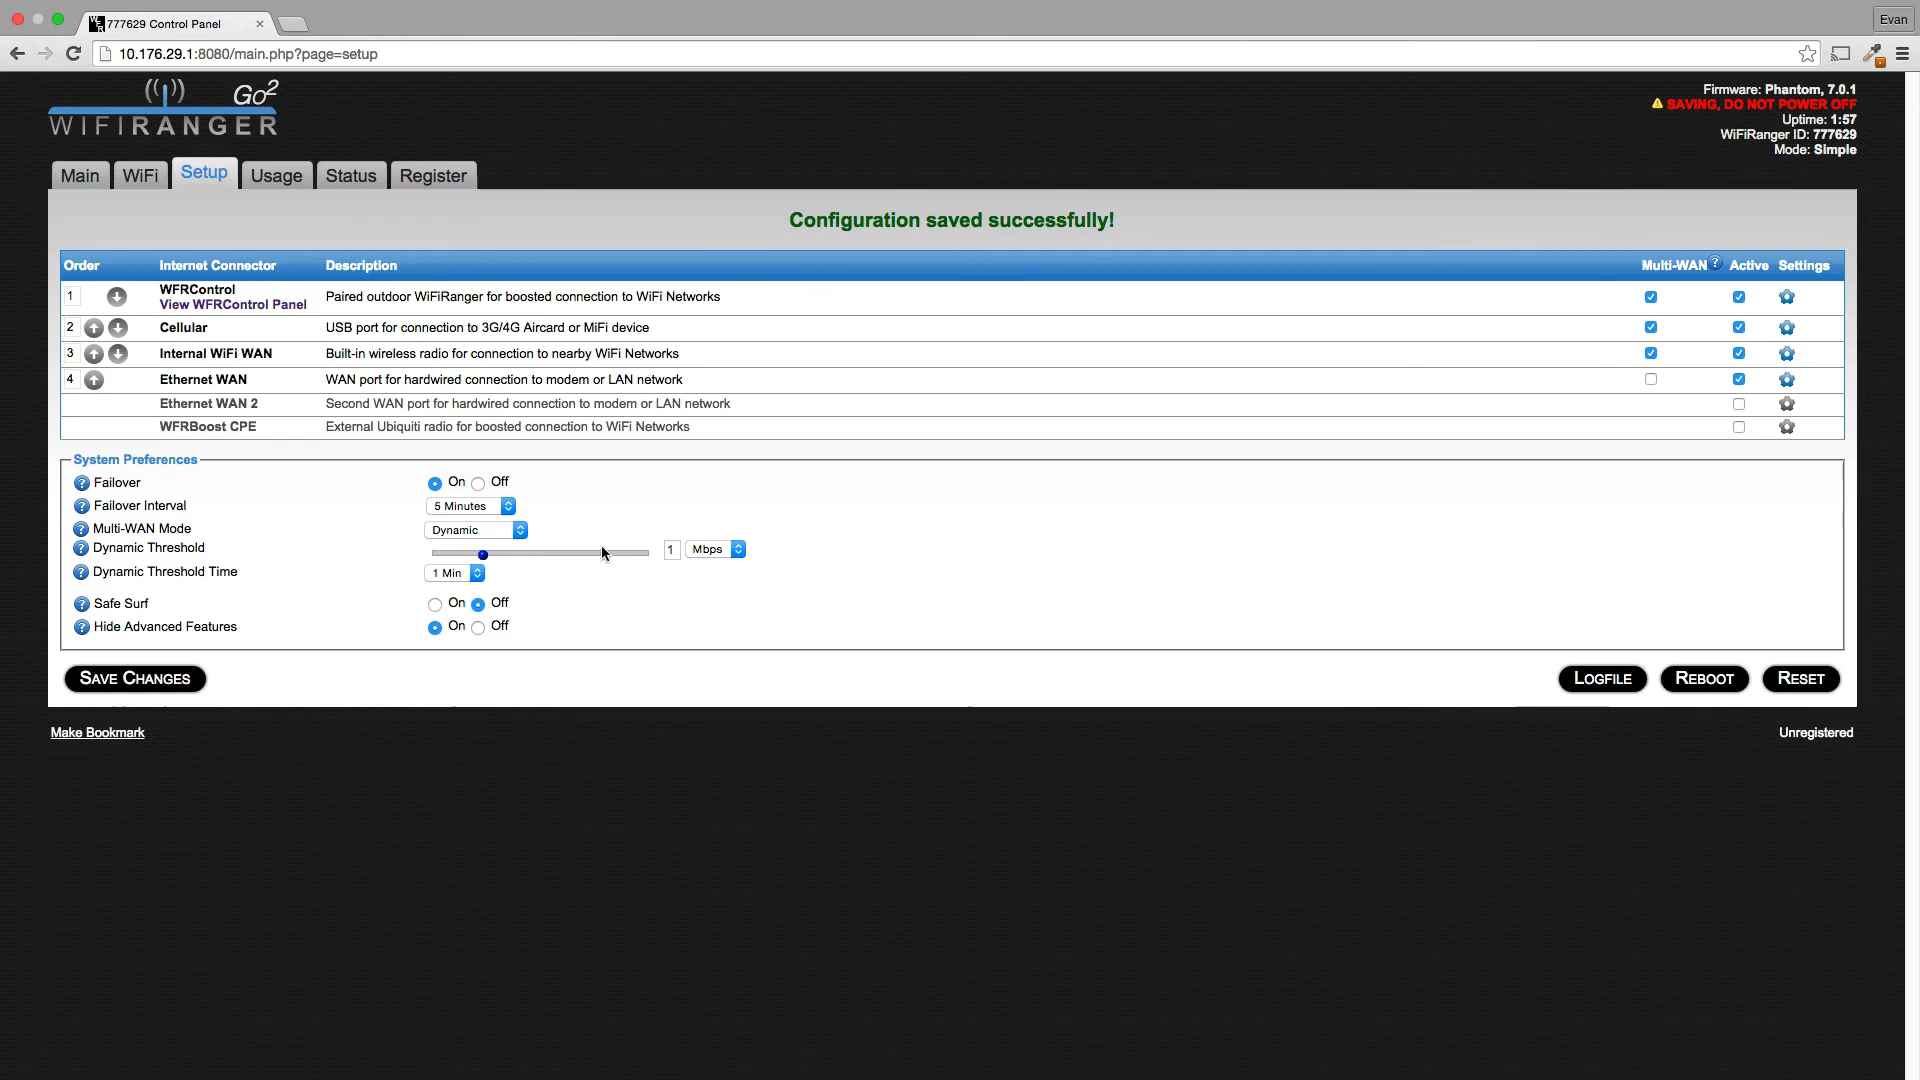 777629 Control Panel
Evan
10.176.29.1:8080/main.php?page=setup
Go2
WIFIRANGER
Firmware: Phantom, 7.0.1
SAVING, DO NOT POWER OFF
Uptime: 1:57
WiFiRanger ID: 777629
Mode: Simple
Main WiFi Setup Usage Status Register
Configuration saved successfully!
Order Internet Connector Description Multi-WAN ? Active Settings
1 WFRControl Paired outdoor WiFiRanger for boosted connection to WiFi Networks
View WFRControl Panel
2 Cellular USB port for connection to 3G/4G Aircard or MiFi device
3 Internal WiFi WAN Built-in wireless radio for connection to nearby WiFi Networks
4 Ethernet WAN WAN port for hardwired connection to modem or LAN network
Ethernet WAN 2 Second WAN port for hardwired connection to modem or LAN network
WFRBoost CPE External Ubiquiti radio for boosted connection to WiFi Networks
System Preferences
? Failover On Off
? Failover Interval 5 Minutes
? Multi-WAN Mode Dynamic
? Dynamic Threshold 1 Mbps
? Dynamic Threshold Time 1 Min
? Safe Surf On Off
? Hide Advanced Features On Off
SAVE CHANGES LOGFILE REBOOT RESET
Make Bookmark Unregistered